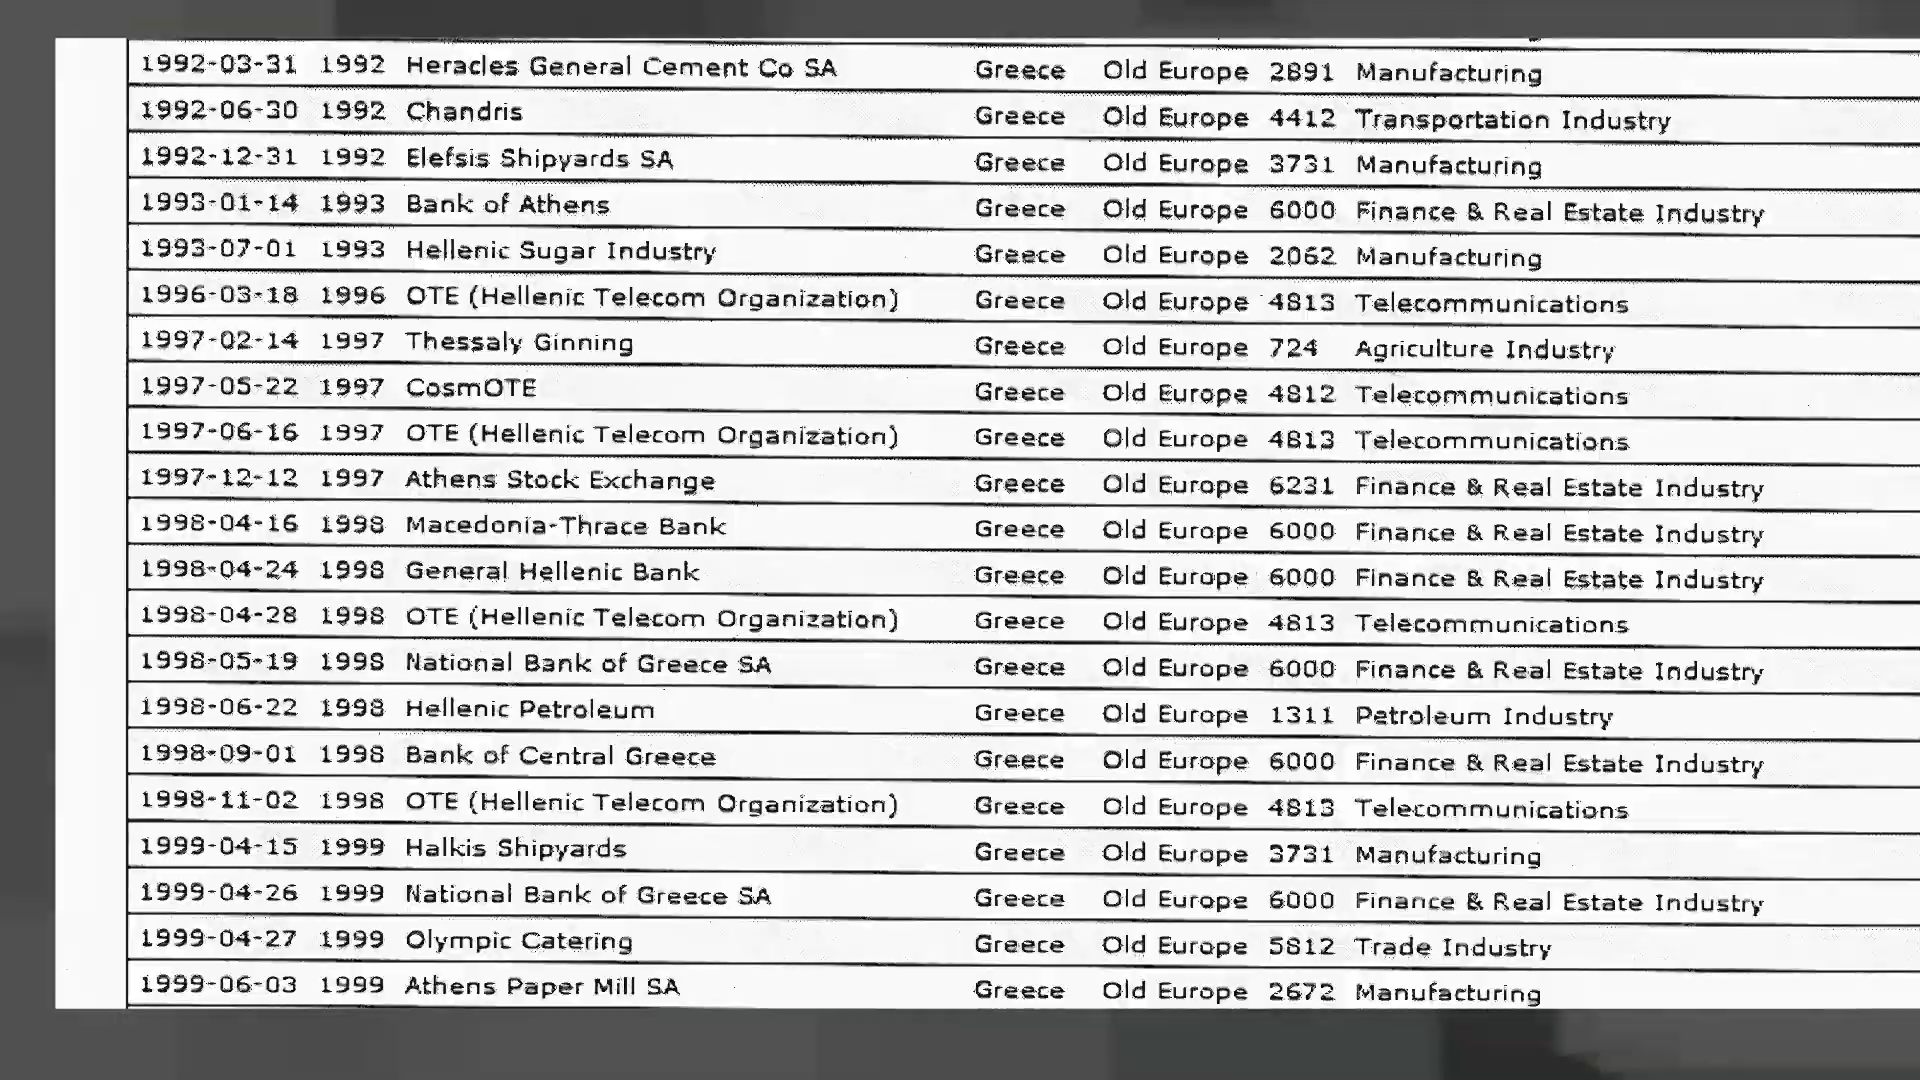 1992-03-31 1992 Heracles General Cement Co SA Greece Old Europe 2891 Manufacturing
1992-06-30 1992 Chandris Greece Old Europe 4412 Transportation Industry
1992-12-31 1992 Elefsis Shipyards SA Greece Old Europe 3731 Manufacturing
1993-01-14 1993 Bank of Athens Greece Old Europe 6000 Finance & Real Estate Industry
1993-07-01 1993 Hellenic Sugar Industry Greece Old Europe 2062 Manufacturing
1996-03-18 1996 OTE (Hellenic Telecom Organization) Greece Old Europe 4813 Telecommunications
1997-02-14 1997 Thessaly Ginning Greece Old Europe 724 Agriculture Industry
1997-05-22 1997 CosmOTE Greece Old Europe 4812 Telecommunications
1997-06-16 1997 OTE (Hellenic Telecom Organization) Greece Old Europe 4813 Telecommunications
1997-12-12 1997 Athens Stock Exchange Greece Old Europe 6231 Finance & Real Estate Industry
1998-04-16 1998 Macedonia-Thrace Bank Greece Old Europe 6000 Finance & Real Estate Industry
1998-04-24 1998 General Hellenic Bank Greece Old Europe 6000 Finance & Real Estate Industry
1998-04-28 1998 OTE (Hellenic Telecom Organization) Greece Old Europe 4813 Telecommunications
1998-05-19 1998 National Bank of Greece SA Greece Old Europe 6000 Finance & Real Estate Industry
1998-06-22 1998 Hellenic Petroleum Greece Old Europe 1311 Petroleum Industry
1998-09-01 1998 Bank of Central Greece Greece Old Europe 6000 Finance & Real Estate Industry
1998-11-02 1998 OTE (Hellenic Telecom Organization) Greece Old Europe 4813 Telecommunications
1999-04-15 1999 Halkis Shipyards Greece Old Europe 3731 Manufacturing
1999-04-26 1999 National Bank of Greece SA Greece Old Europe 6000 Finance & Real Estate Industry
1999-04-27 1999 Olympic Catering Greece Old Europe 5812 Trade Industry
1999-06-03 1999 Athens Paper Mill SA Greece Old Europe 2672 Manufacturing